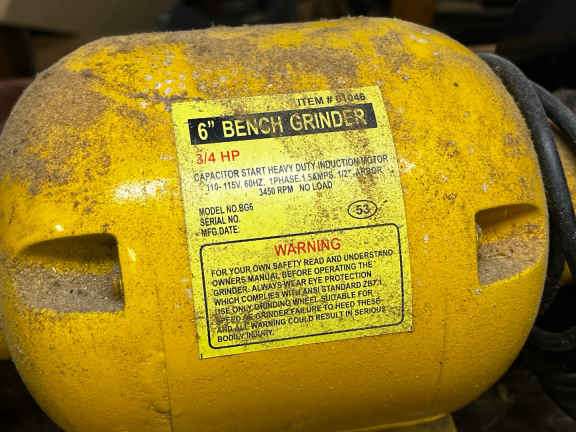 ITEM # 61046
6" BENCH GRINDER
3/4 HP
CAPACITOR START HEAVY DUTY INDUCTION MOTOR
110- 115V, 60HZ, 1PHASE, 1.5AMPS, 1/2" ARBOR,
3450 RPM NO LOAD
MODEL NO.BG6
SERIAL NO.
MFG.DATE:
53
WARNING
FOR YOUR OWN SAFETY READ AND UNDERSTAND
OWNERS MANUAL BEFORE OPERATING THE
GRINDER. ALWAYS WEAR EYE PROTECTION
WHICH COMPLIES WITH ANSI STANDARD Z87.1
USE ONLY GRINDING WHEEL SUITABLE FOR
SPEED OF GRINDER FAILURE TO HEED THESE
AND ALL WARNING COULD RESULT IN SERIOUS
BODILY INJURY.